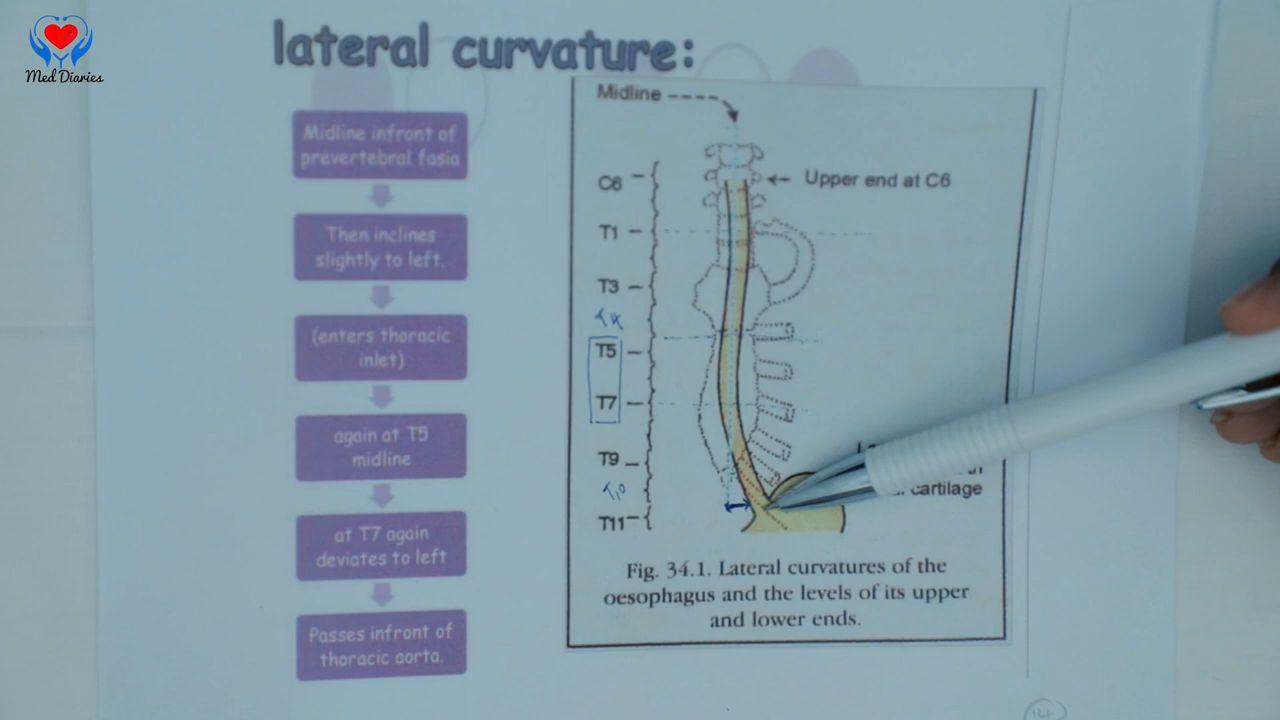 Med Diaries
lateral curvature:
Midline infront of
prevertebral fasia
Then inclines
slightly to left.
(enters thoracic
inlet)
again at T5
midline
at T7 again
deviates to left
Passes infront of
thoracic aorta.
Midline
C6
Upper end at C6
T1
T3
T4
T5
T7
T9
T10
T11
cartilage
Fig. 34.1. Lateral curvatures of the
oesophagus and the levels of its upper
and lower ends.